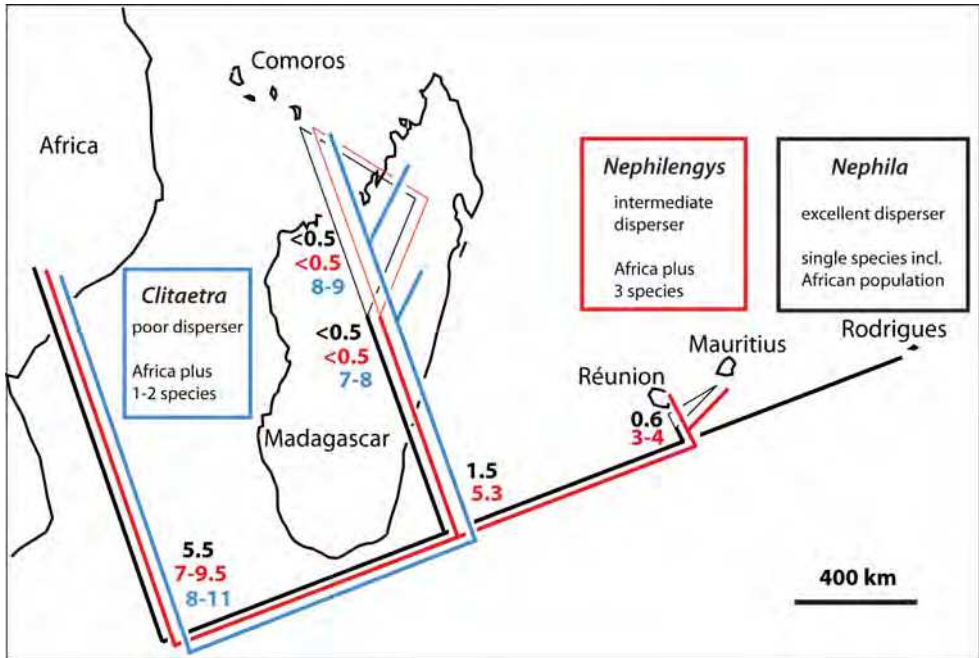 Comoros
Africa
Nephilengys
intermediate
disperser
Africa plus
3 species
Nephila
excellent disperser
single species incl.
African population
<0.5
<0.5
8-9
Clitaetra
poor disperser
Africa plus
1-2 species
<0.5
<0.5
7-8
Rodrigues
Mauritius
Réunion
0.6
3-4
Madagascar
1.5
5.3
5.5
7-9.5
8-11
400 km